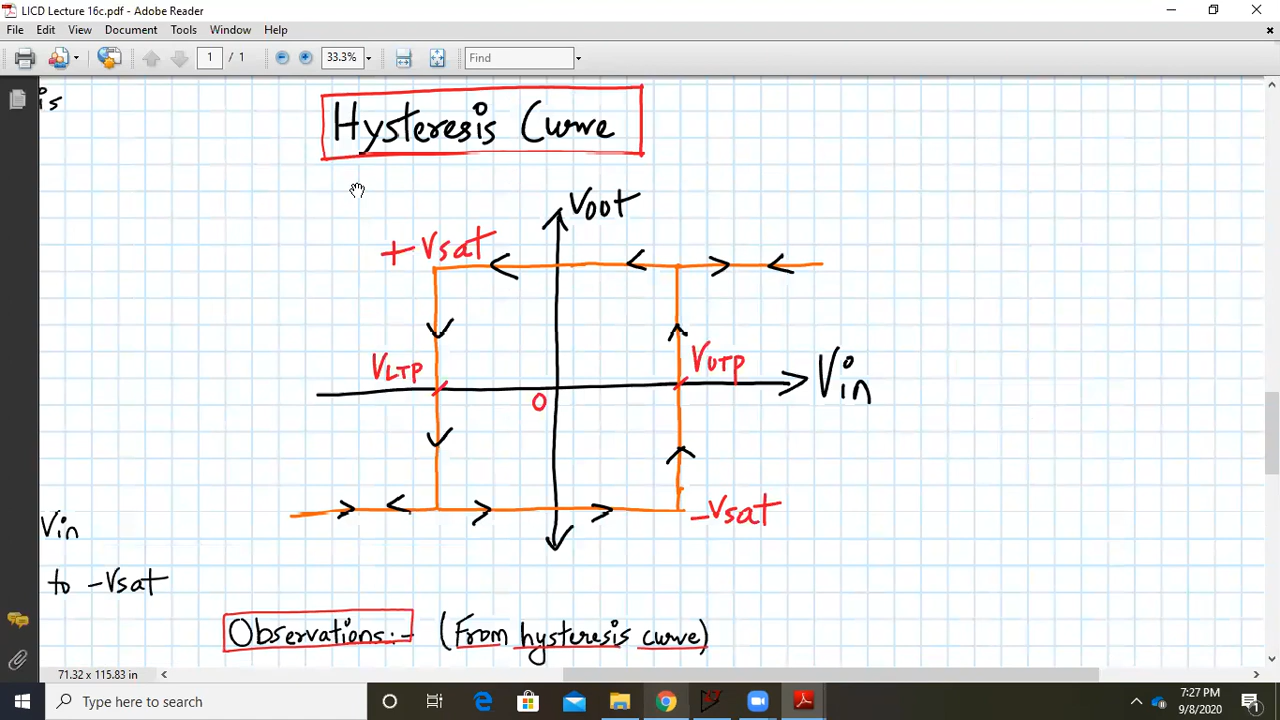 LICD Lecture 16c.pdf - Adobe Reader
File Edit View Document Tools Window Help
1 / 1 33.3% Find
is
Hysteresis Curve
Vout
+Vsat
VLTP
VUTP
Vin
0
-Vsat
Vin
to -Vsat
Observations:- (From hysteresis curve)
71.32 x 115.83 in
Type here to search
7:27 PM
9/8/2020
1